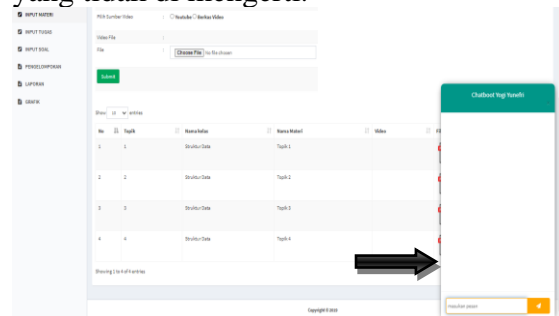 yang tidak di mengerti.
INPUT MATERI
INPUT TUGAS
INPUT SOAL
PENGELOMPOKAN
LAPORAN
GRAFIK
Pilih Sumber Video : Youtube Berkas Video
Video File :
File : Choose File No file chosen
Submit
Show 10 entries
No Topik Nama kelas Nama Materi Video
1 1 Struktur Data Topik 1
2 2 Struktur Data Topik 2
3 3 Struktur Data Topik 3
4 4 Struktur Data Topik 4
Showing 1 to 4 of 4 entries
Copyright © 2023
Chatboot Yogi Yunefri
masukan pesan